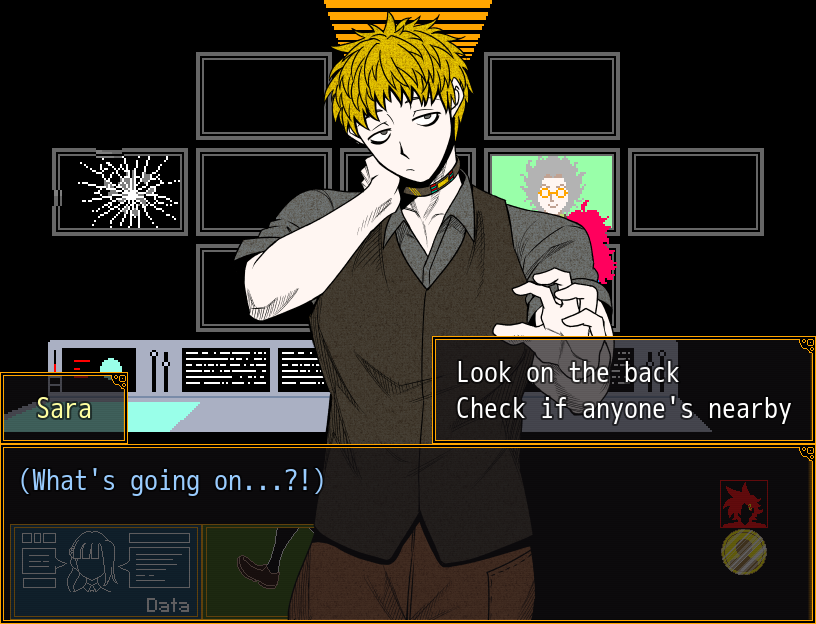 Look on the back
Check if anyone's nearby
Sara
(What's going on...?!)
Data